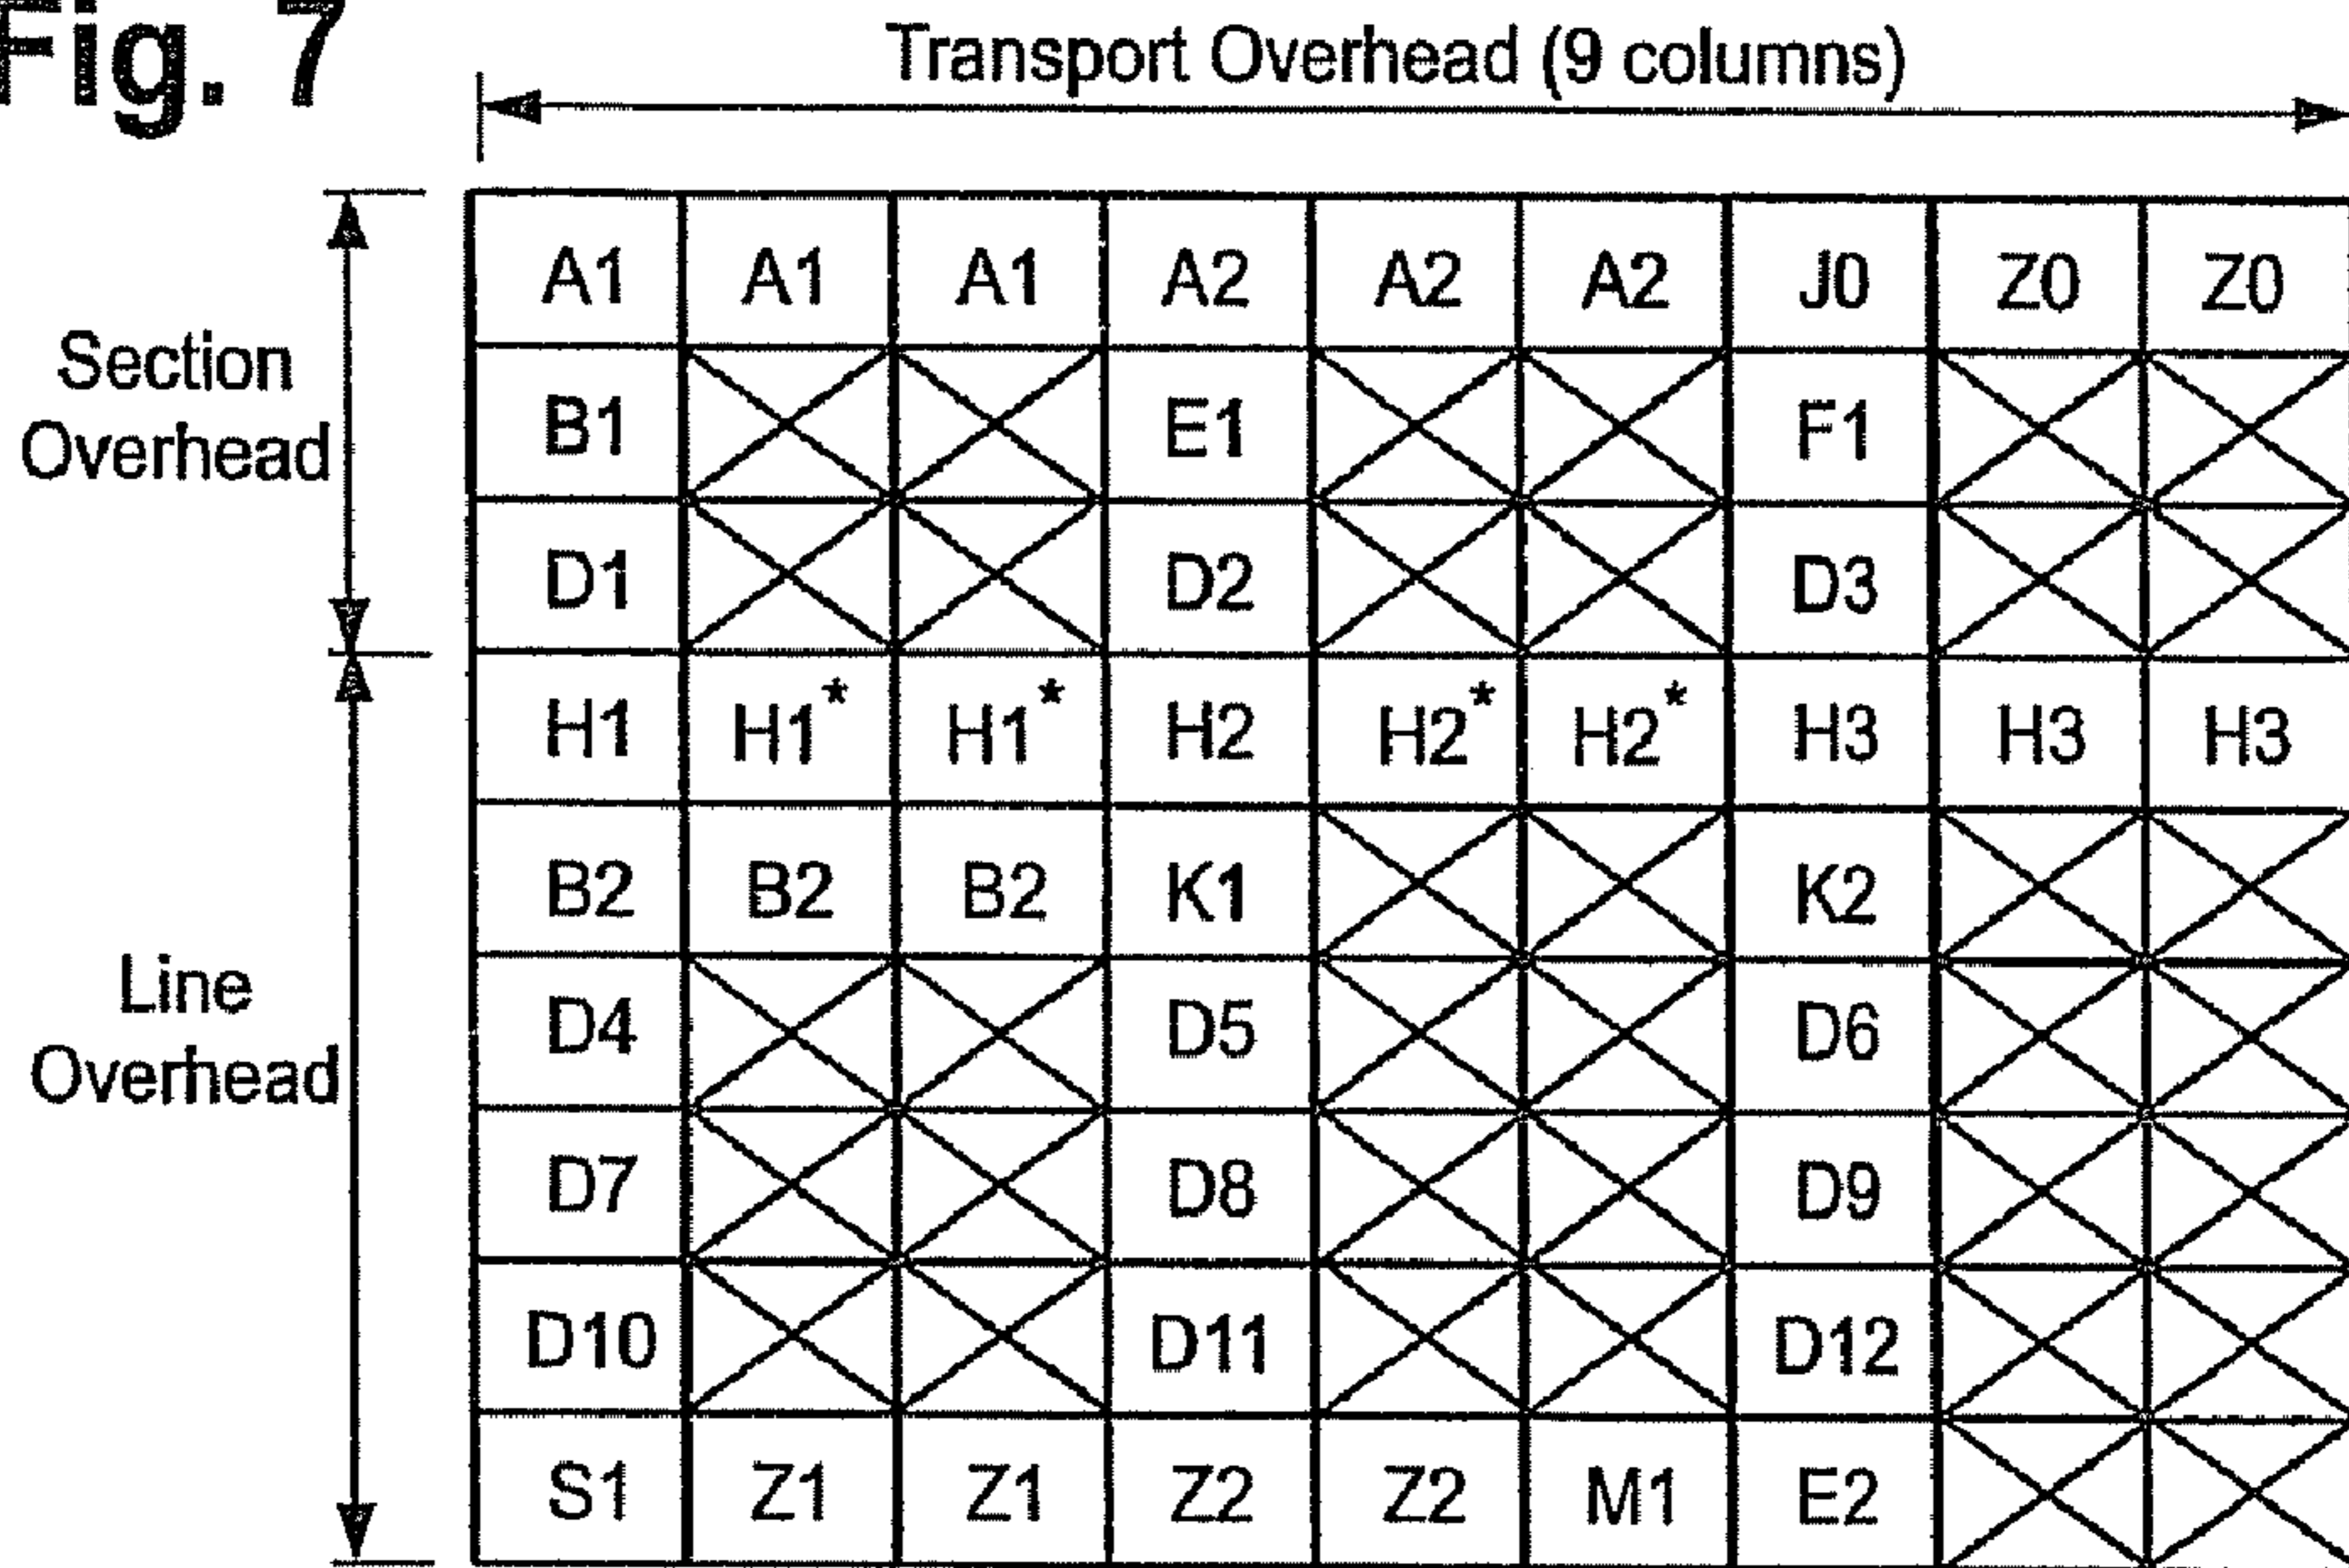 Fig. 7
Transport Overhead (9 columns)
Section
Overhead
Line
Overhead
A1 A1 A1 A2 A2 A2 J0 Z0 Z0
B1 E1 F1
D1 D2 D3
H1 H1* H1* H2 H2* H2* H3 H3 H3
B2 B2 B2 K1 K2
D4 D5 D6
D7 D8 D9
D10 D11 D12
S1 Z1 Z1 Z2 Z2 M1 E2